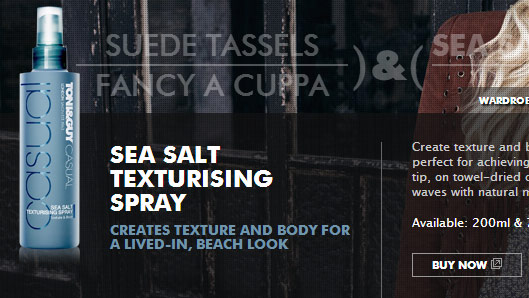 SUEDE TASSELS
FANCY A CUPPA
)&(
SEA
WARDROB
SEA SALT
TEXTURISING
SPRAY
CREATES TEXTURE AND BODY FOR
A LIVED-IN, BEACH LOOK
Create texture and b
perfect for achieving
tip, on towel-dried
waves with natural m
Available: 200ml &
BUY NOW
TONI&GUY CASUAL
casual
SEA SALT
TEXTURISING SPRAY